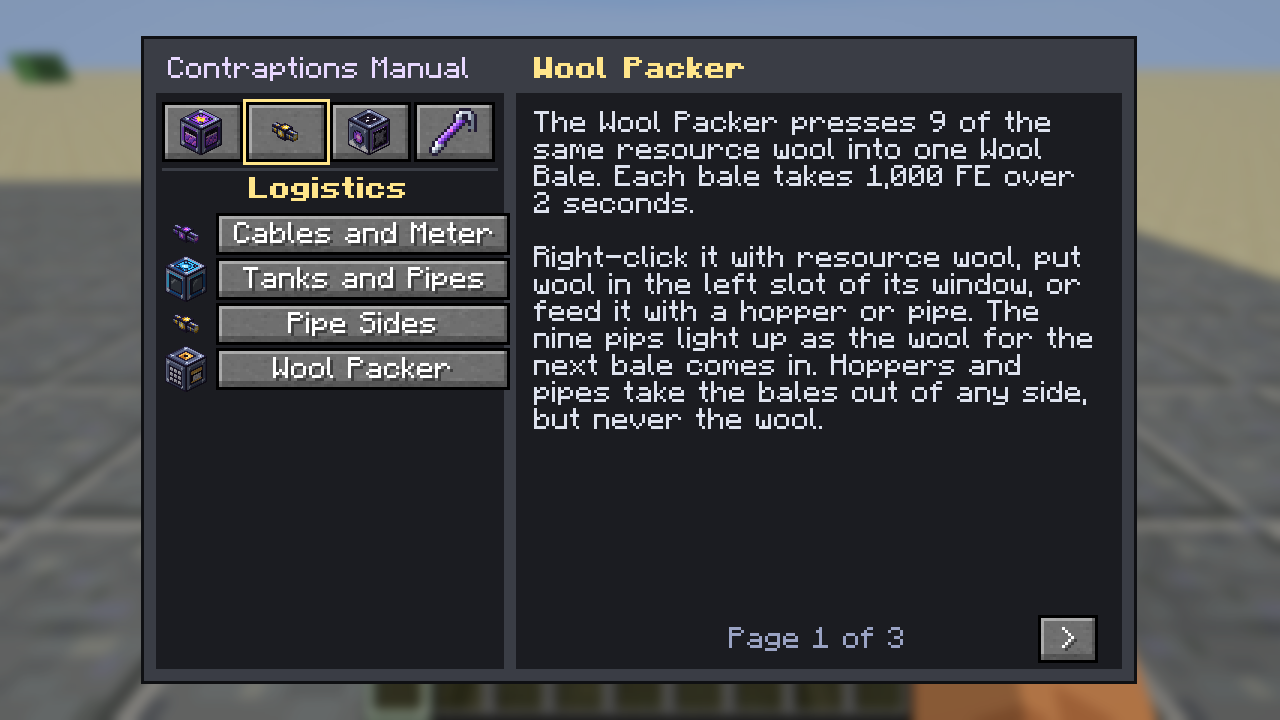 Contraptions Manual
Logistics
Cables and Meter
Tanks and Pipes
Pipe Sides
Wool Packer
Wool Packer
The Wool Packer presses 9 of the
same resource wool into one Wool
Bale. Each bale takes 1,000 FE over
2 seconds.
Right-click it with resource wool, put
wool in the left slot of its window, or
feed it with a hopper or pipe. The
nine pips light up as the wool for the
next bale comes in. Hoppers and
pipes take the bales out of any side,
but never the wool.
Page 1 of 3
>